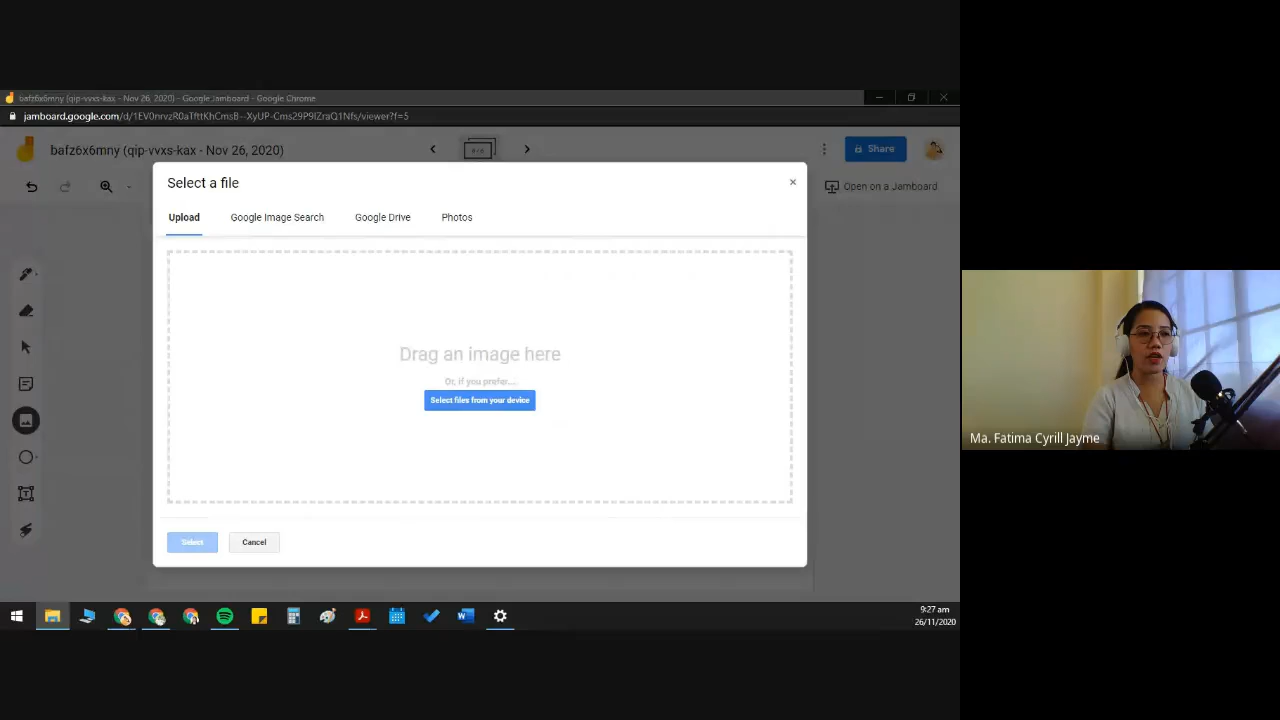 bafz6x6mny (qip-vvxs-kax - Nov 26, 2020) - Google Jamboard - Google Chrome
jamboard.google.com/d/1EV0nrvzR0aTfttKhCmsB--XyUP-Cms29P9IZraQ1Nfs/viewer?f=5
bafz6x6mny (qip-vvxs-kax - Nov 26, 2020)
Share
Open on a Jamboard
Select a file
Upload Google Image Search Google Drive Photos
Drag an image here
Or, if you prefer...
Select files from your device
Select Cancel
Ma. Fatima Cyrill Jayme
9:27 am
26/11/2020